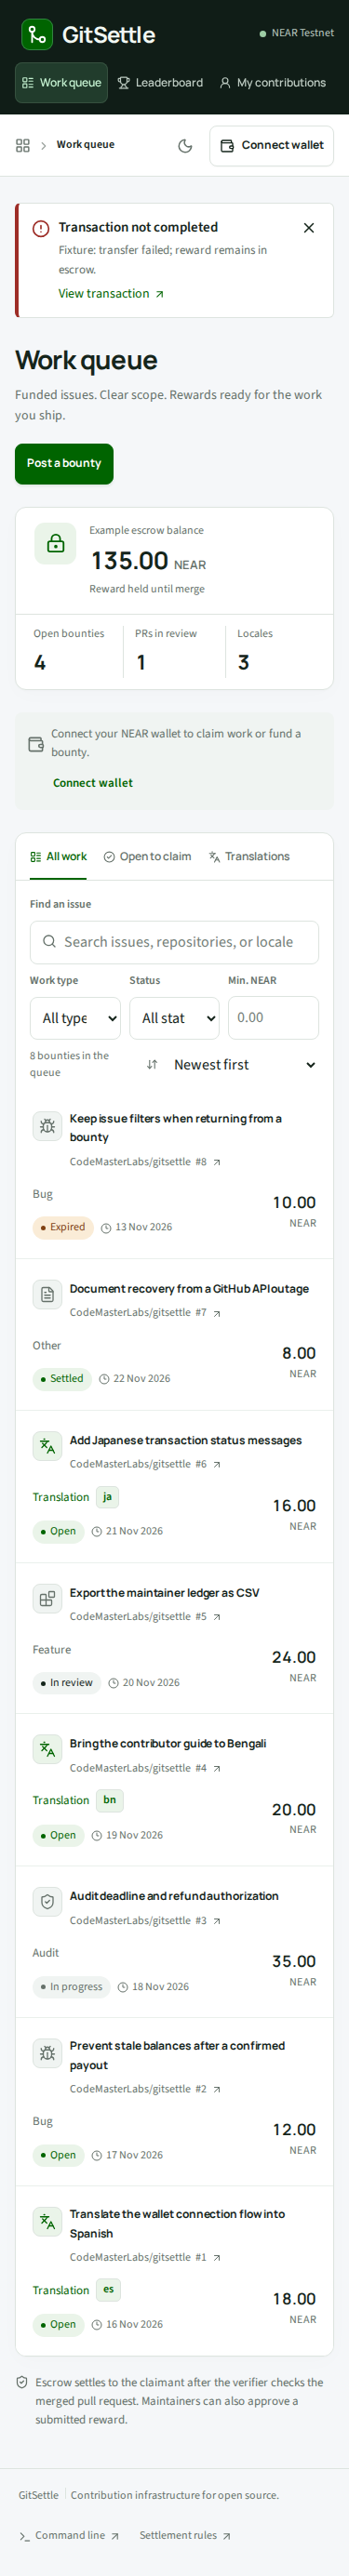 GitSettle
NEAR Testnet
Work queue
Leaderboard
My contributions
Work queue
Connect wallet
Transaction not completed
Fixture: transfer failed; reward remains in
escrow.
View transaction
Work queue
Funded issues. Clear scope. Rewards ready for the work
you ship.
Post a bounty
Example escrow balance
135.00 NEAR
Reward held until merge
Open bounties
4
PRs in review
1
Locales
3
Connect your NEAR wallet to claim work or fund a
bounty.
Connect wallet
All work
Open to claim
Translations
Find an issue
Search issues, repositories, or locale
Work type
Status
Min. NEAR
All type
All stat
0.00
8 bounties in the
queue
Newest first
Keep issue filters when returning from a
bounty
CodeMasterLabs/gitsettle #8
Bug
Expired
13 Nov 2026
10.00
NEAR
Document recovery from a GitHub API outage
CodeMasterLabs/gitsettle #7
Other
Settled
22 Nov 2026
8.00
NEAR
Add Japanese transaction status messages
CodeMasterLabs/gitsettle #6
Translation ja
Open
21 Nov 2026
16.00
NEAR
Export the maintainer ledger as CSV
CodeMasterLabs/gitsettle #5
Feature
In review
20 Nov 2026
24.00
NEAR
Bring the contributor guide to Bengali
CodeMasterLabs/gitsettle #4
Translation bn
Open
19 Nov 2026
20.00
NEAR
Audit deadline and refund authorization
CodeMasterLabs/gitsettle #3
Audit
In progress
18 Nov 2026
35.00
NEAR
Prevent stale balances after a confirmed
payout
CodeMasterLabs/gitsettle #2
Bug
Open
17 Nov 2026
12.00
NEAR
Translate the wallet connection flow into
Spanish
CodeMasterLabs/gitsettle #1
Translation es
Open
16 Nov 2026
18.00
NEAR
Escrow settles to the claimant after the verifier checks the
merged pull request. Maintainers can also approve a
submitted reward.
GitSettle
Contribution infrastructure for open source.
Command line
Settlement rules